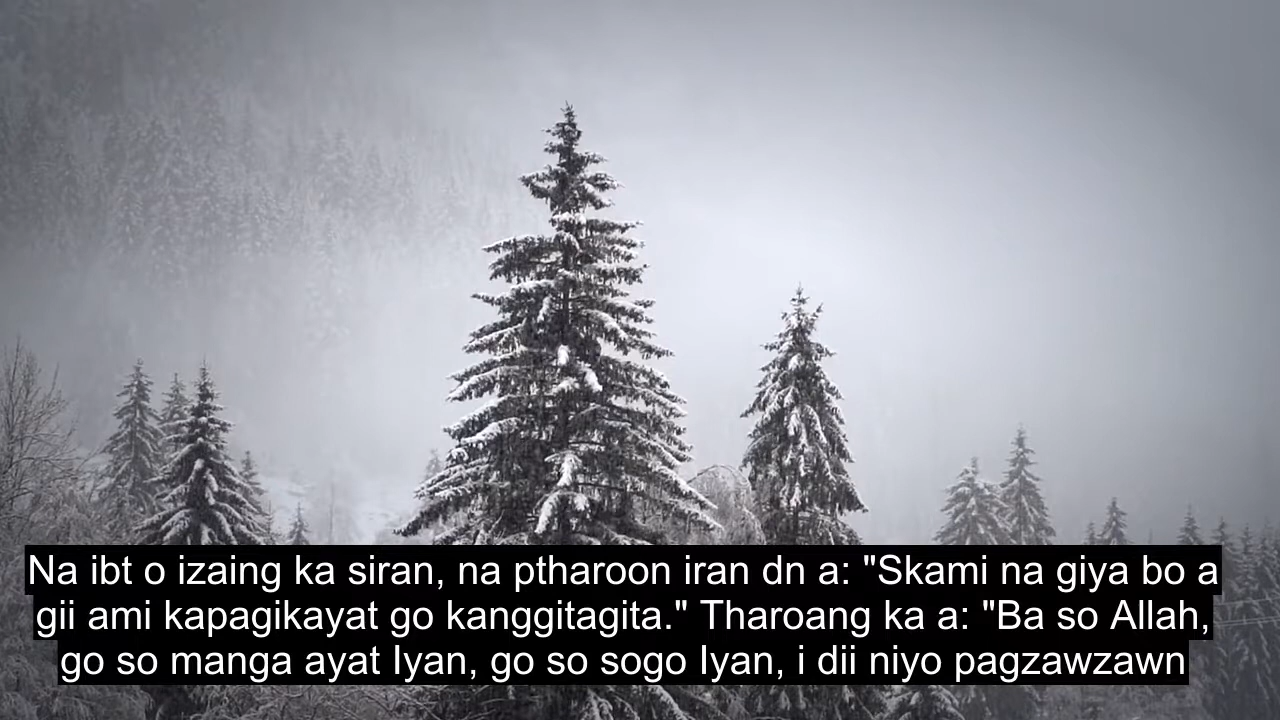 Na ibt o izaing ka siran, na ptharoon iran dn a: "Skami na giya bo a
gii ami kapagikayat go kanggitagita." Tharoang ka a: "Ba so Allah,
go so manga ayat Iyan, go so sogo Iyan, i dii niyo pagzawzawn